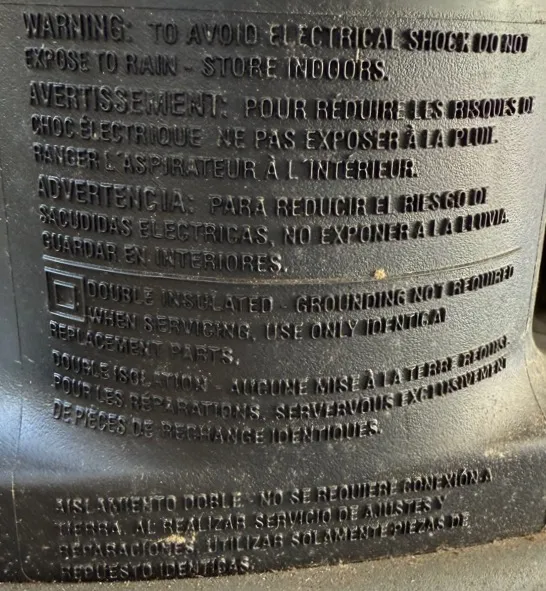 WARNING: TO AVOID ELECTRICAL SHOCK DO NOT
EXPOSE TO RAIN - STORE INDOORS.
AVERTISSEMENT: POUR RÉDUIRE LES RISQUES DE
CHOC ÉLECTRIQUE NE PAS EXPOSER À LA PLUIE.
RANGER L'ASPIRATEUR À L'INTÉRIEUR.
ADVERTENCIA: PARA REDUCIR EL RIESGO DE
SACUDIDAS ELECTRICAS, NO EXPONER A LA LLUVIA.
GUARDAR EN INTERIORES.
DOUBLE INSULATED - GROUNDING NOT REQUIRED
WHEN SERVICING, USE ONLY IDENTICAL
REPLACEMENT PARTS.
DOUBLE ISOLATION - AUCUNE MISE À LA TERRE REQUISE.
POUR LES RÉPARATIONS, SERVERVOUS EXCLUSIVEMENT
DE PIÈCES DE RECHANGE IDENTIQUES.
AISLAMIENTO DOBLE - NO SE REQUIERE CONEXIÓN A
TIERRA. AL REALIZAR SERVICIO DE AJUSTES Y
REPARACIONES, UTILIZAR SOLAMENTE PIEZAS DE
REPUESTO IDENTICAS.